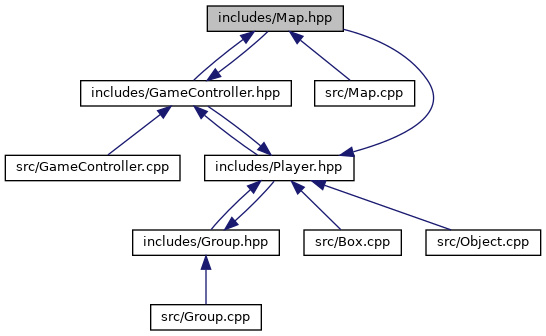 includes/Map.hpp
includes/GameController.hpp
src/Map.cpp
src/GameController.cpp
includes/Player.hpp
includes/Group.hpp
src/Box.cpp
src/Object.cpp
src/Group.cpp